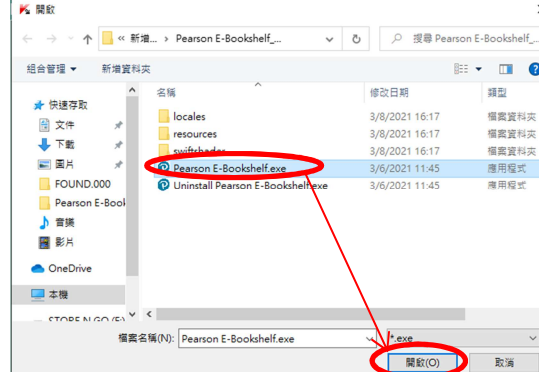 開啟
« 新增... › Pearson E-Bookshelf_...
搜尋 Pearson E-Bookshelf_...
組合管理 新增資料夾
名稱 修改日期 類型
快速存取
文件
下載
圖片
FOUND.000
Pearson E-Book
音樂
影片
OneDrive
本機
STORE N GO (E:)
locales 3/8/2021 16:17 檔案資料夾
resources 3/8/2021 16:17 檔案資料夾
swiftshader 3/8/2021 16:17 檔案資料夾
Pearson E-Bookshelf.exe 3/6/2021 11:45 應用程式
Uninstall Pearson E-Bookshelf.exe 3/6/2021 11:45 應用程式
檔案名稱(N): Pearson E-Bookshelf.exe *.exe
開啟(O) 取消